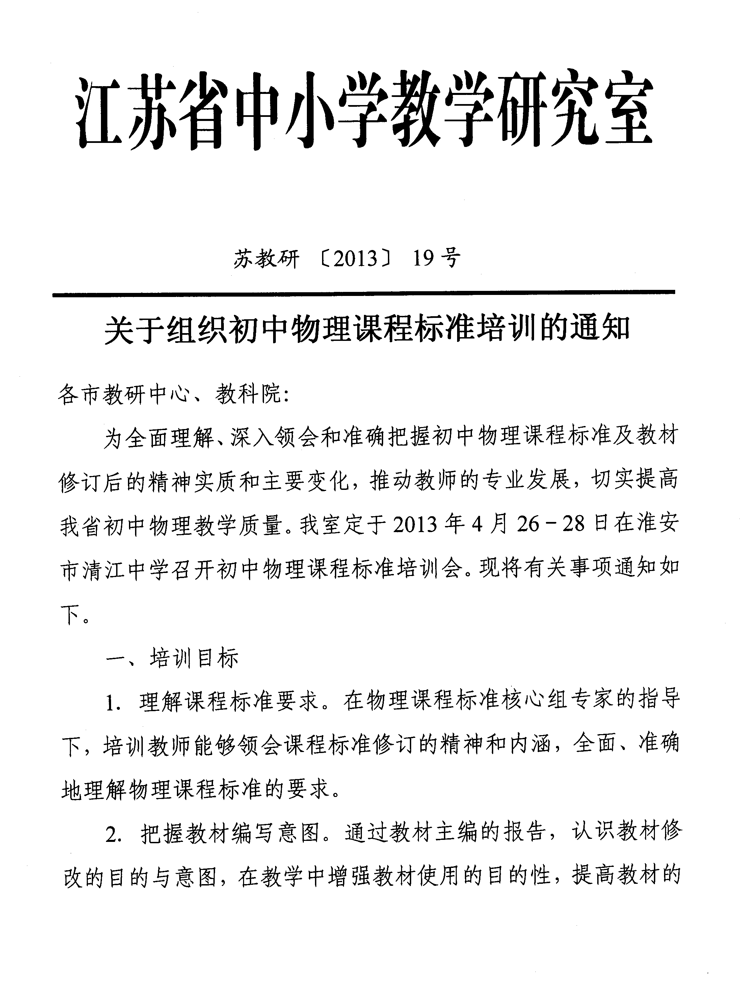 江苏省中小学教学研究室
苏教研 〔2013〕 19 号
关于组织初中物理课程标准培训的通知
各市教研中心、教科院:
为全面理解、深入领会和准确把握初中物理课程标准及教材
修订后的精神实质和主要变化，推动教师的专业发展，切实提高
我省初中物理教学质量。我室定于 2013 年 4 月 26－28 日在淮安
市清江中学召开初中物理课程标准培训会。现将有关事项通知如
下。
一、培训目标
1. 理解课程标准要求。在物理课程标准核心组专家的指导
下，培训教师能够领会课程标准修订的精神和内涵，全面、准确
地理解物理课程标准的要求。
2. 把握教材编写意图。通过教材主编的报告，认识教材修
改的目的与意图，在教学中增强教材使用的目的性，提高教材的